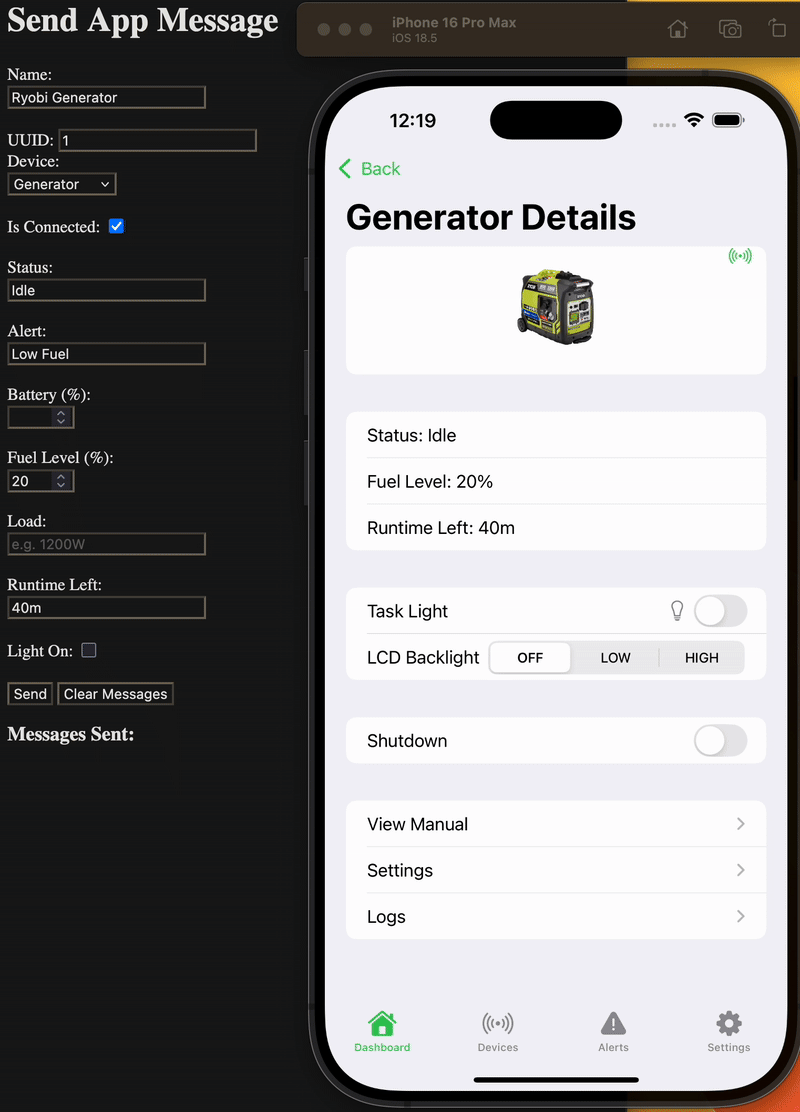 Send App Message
Name:
Ryobi Generator
UUID: 1
Device:
Generator
Is Connected:
Status:
Idle
Alert:
Low Fuel
Battery (%):
Fuel Level (%):
20
Load:
e.g. 1200W
Runtime Left:
40m
Light On:
Send Clear Messages
Messages Sent:
iPhone 16 Pro Max
iOS 18.5
12:19
Back
Generator Details
Status: Idle
Fuel Level: 20%
Runtime Left: 40m
Task Light
LCD Backlight OFF LOW HIGH
Shutdown
View Manual
Settings
Logs
Dashboard Devices Alerts Settings